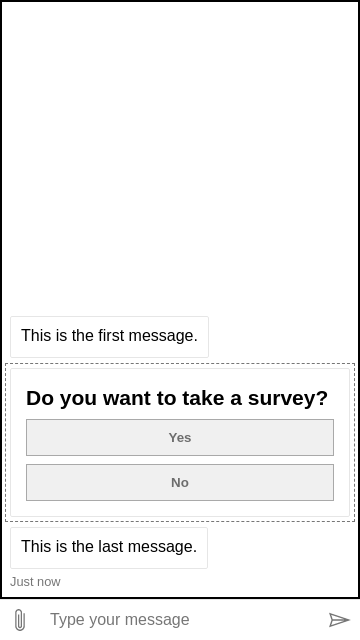 This is the first message.
Do you want to take a survey?
Yes
No
This is the last message.
Just now
Type your message